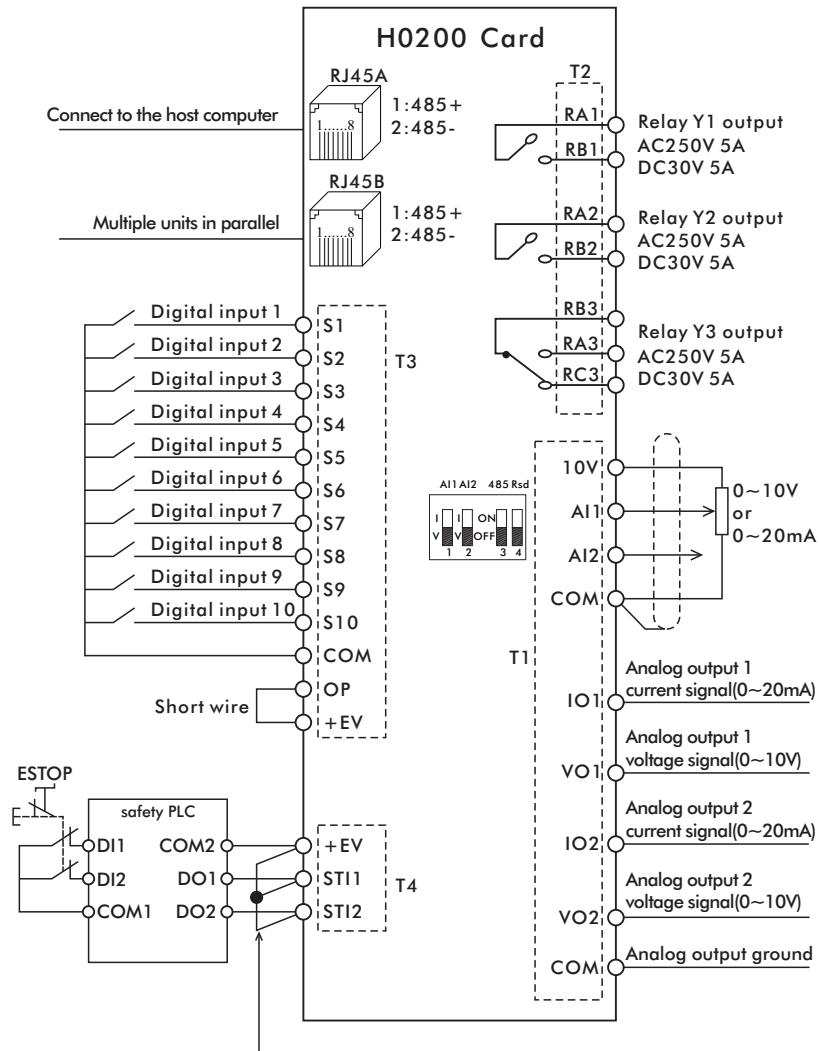 H0200 Card
RJ45A
1:485+
2:485-
1......8
Connect to the host computer
RJ45B
1:485+
2:485-
1......8
Multiple units in parallel
T2
RA1
RB1
Relay Y1 output
AC250V 5A
DC30V 5A
RA2
RB2
Relay Y2 output
AC250V 5A
DC30V 5A
RB3
RA3
RC3
Relay Y3 output
AC250V 5A
DC30V 5A
Digital input 1
S1
Digital input 2
S2
Digital input 3
S3
Digital input 4
S4
Digital input 5
S5
Digital input 6
S6
Digital input 7
S7
Digital input 8
S8
Digital input 9
S9
Digital input 10
S10
COM
OP
+EV
Short wire
T3
AI1 AI2 485 Rsd
I I ON
V V OFF
1 2 3 4
10V
AI1
AI2
COM
0~10V
or
0~20mA
T1
IO1
Analog output 1
current signal(0~20mA)
VO1
Analog output 1
voltage signal(0~10V)
IO2
Analog output 2
current signal(0~20mA)
VO2
Analog output 2
voltage signal(0~10V)
COM
Analog output ground
ESTOP
safety PLC
DI1
DI2
COM1
COM2
DO1
DO2
+EV
STI1
STI2
T4